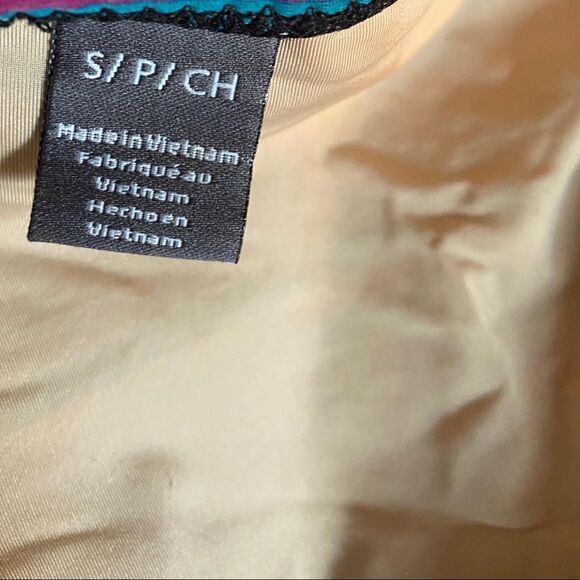 S/ P/ CH
Made in Vietnam
Fabriqué au
Vietnam
Hecho en
Vietnam